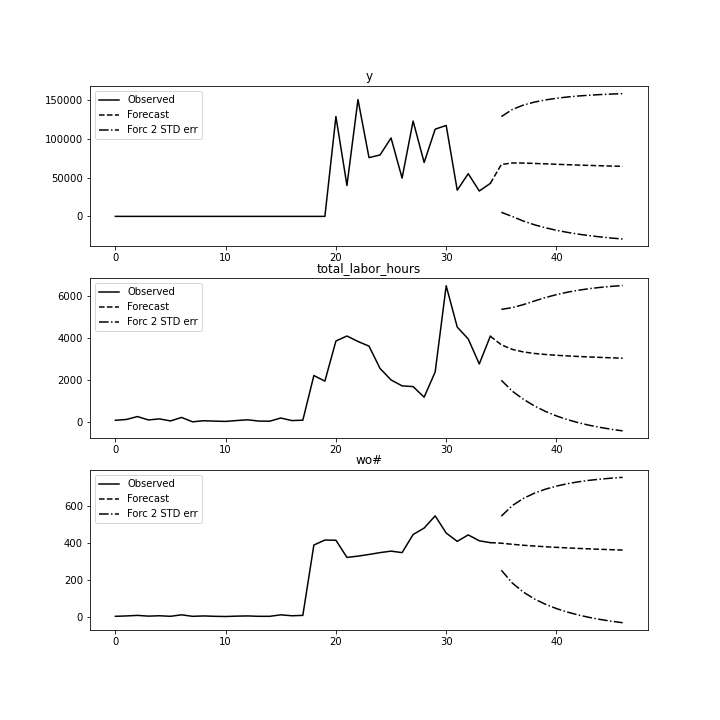 y
150000
100000
50000
0
Observed
Forecast
Forc 2 STD err
0 10 20 30 40
total_labor_hours
6000
4000
2000
0
Observed
Forecast
Forc 2 STD err
0 10 20 30 40
wo#
600
400
200
0
Observed
Forecast
Forc 2 STD err
0 10 20 30 40